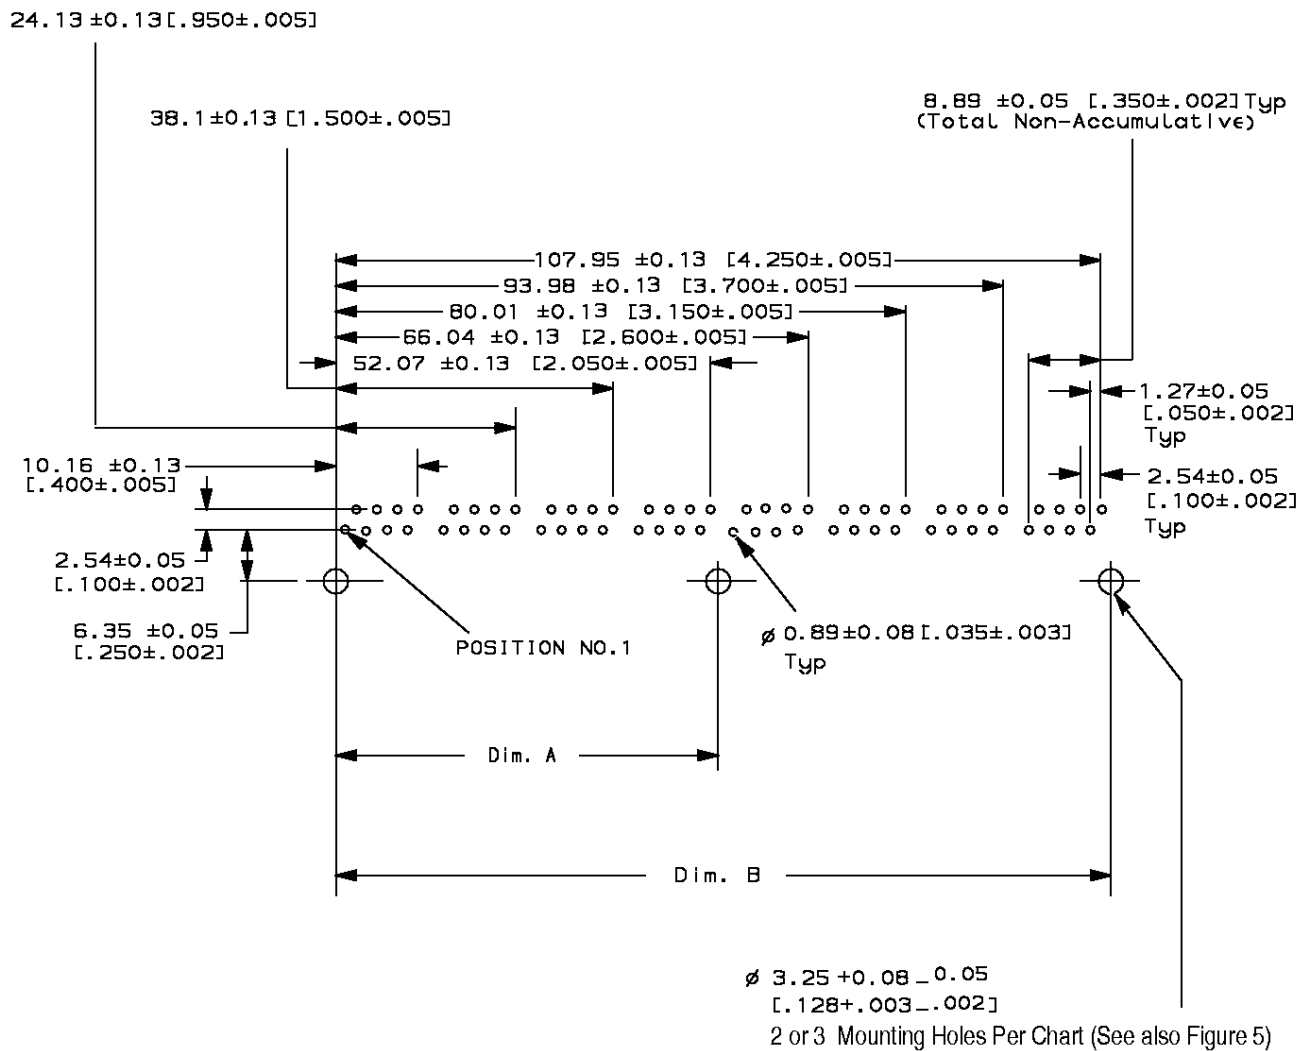 24.13 ±0.13 [.950±.005]
38.1±0.13 [1.500±.005]
8.89 ±0.05 [.350±.002] Typ
(Total Non-Accumulative)
107.95 ±0.13 [4.250±.005]
93.98 ±0.13 [3.700±.005]
80.01 ±0.13 [3.150±.005]
66.04 ±0.13 [2.600±.005]
52.07 ±0.13 [2.050±.005]
1.27±0.05
[.050±.002]
Typ
10.16 ±0.13
[.400±.005]
2.54±0.05
[.100±.002]
Typ
2.54±0.05
[.100±.002]
6.35 ±0.05
[.250±.002]
POSITION NO.1
ø 0.89±0.08 [.035±.003]
Typ
Dim. A
Dim. B
ø 3.25 +0.08 _ 0.05
[.128+.003_.002]
2 or 3 Mounting Holes Per Chart (See also Figure 5)